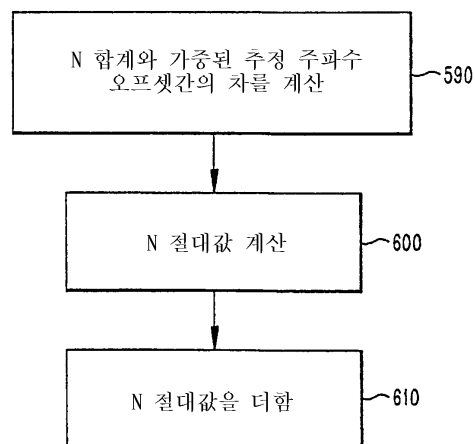 N 합계와 가중된 추정 주파수
오프셋간의 차를 계산
590
N 절대값 계산
600
N 절대값을 더함
610